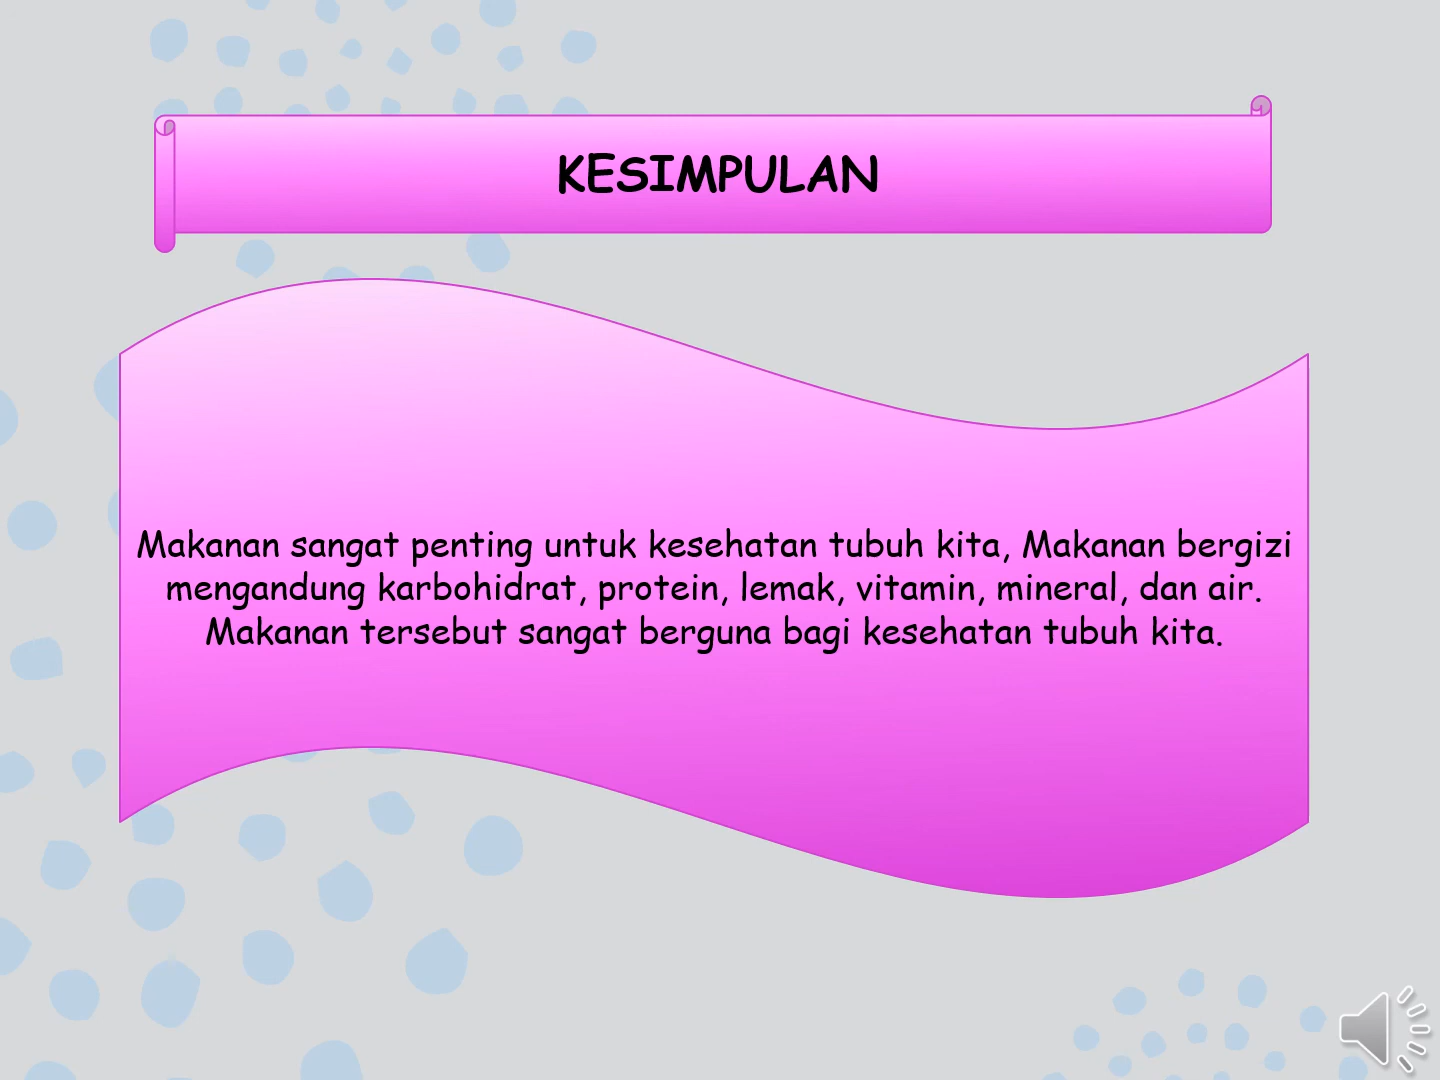 KESIMPULAN
Makanan sangat penting untuk kesehatan tubuh kita, Makanan bergizi
mengandung karbohidrat, protein, lemak, vitamin, mineral, dan air.
Makanan tersebut sangat berguna bagi kesehatan tubuh kita.